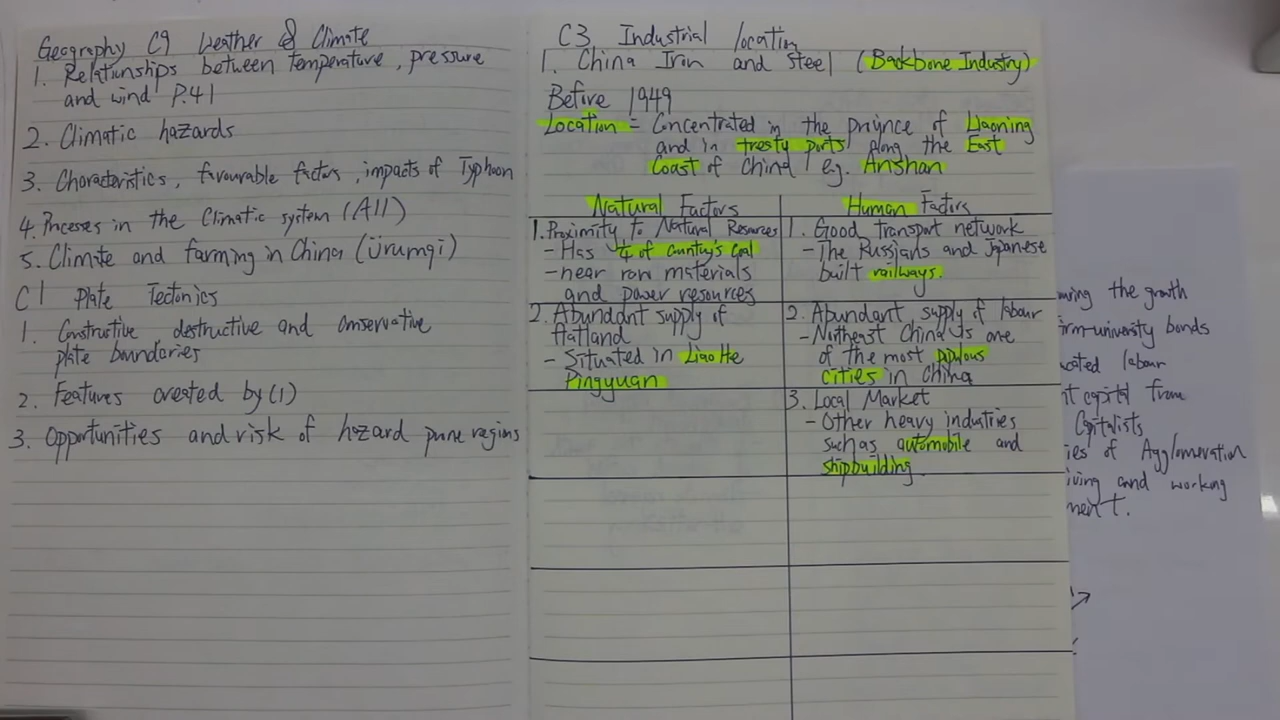 Geography C9 Weather & Climate
1. Relationships between temperature, pressure
and wind P.41
2. Climatic hazards
3. Choracteristics, favourable factors, impacts of Typhoon
4. Proceses in the Climatic system (All)
5. Climate and farming in China (Ürümqi)
C1 Plate Tectonics
1. Constructive destructive and conservative
plate boundaries
2. Features created by (1)
3. Opportunities and risk of hazard prone regions
C3 Industrial location
1. China Iron and Steel (Backbone Industry)
Before 1949
Location = Concentrated in the province of Liaoning
and in tresty ports along the East
Coast of China e.g. Anshan
Natural Factors
1. Proximity to Natural Resources
- Has 1/4 of country's coal
- near raw materials
and power resources
2. Abundant supply of
flatland
- Situated in Liao He
Pingyuan
Human Factors
1. Good transport network
- The Russians and Japanese
built railways.
2. Abundant supply of labour
- Northeast China is one
of the most
cities in China
3. Local Market
- Other heavy industries
such as automobile and
shipbuilding
the growth
university bonds
labour
capital from
Capitalists
of Agglomeration
and working